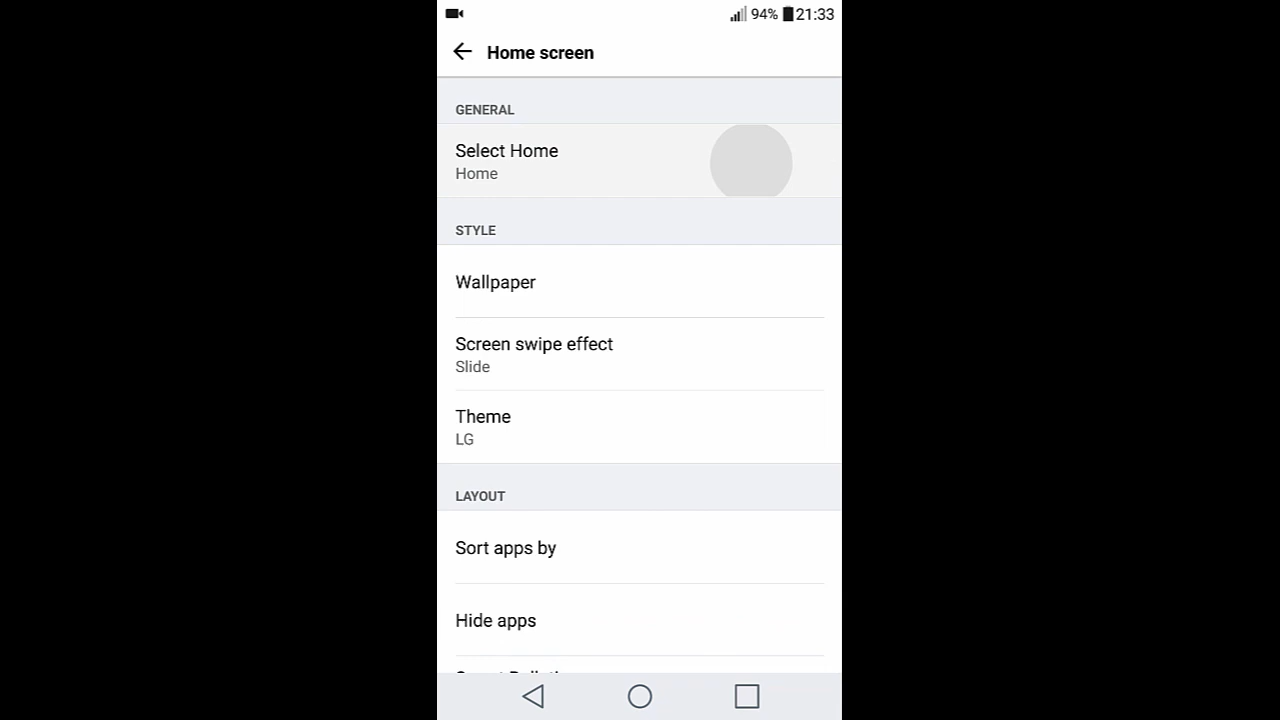 94% 21:33
Home screen
GENERAL
Select Home
Home
STYLE
Wallpaper
Screen swipe effect
Slide
Theme
LG
LAYOUT
Sort apps by
Hide apps